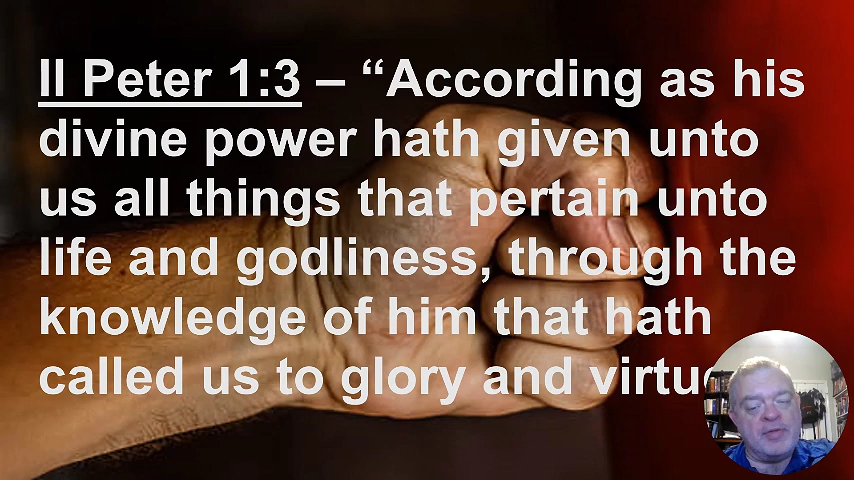 II Peter 1:3 – “According as his
divine power hath given unto
us all things that pertain unto
life and godliness, through the
knowledge of him that hath
called us to glory and